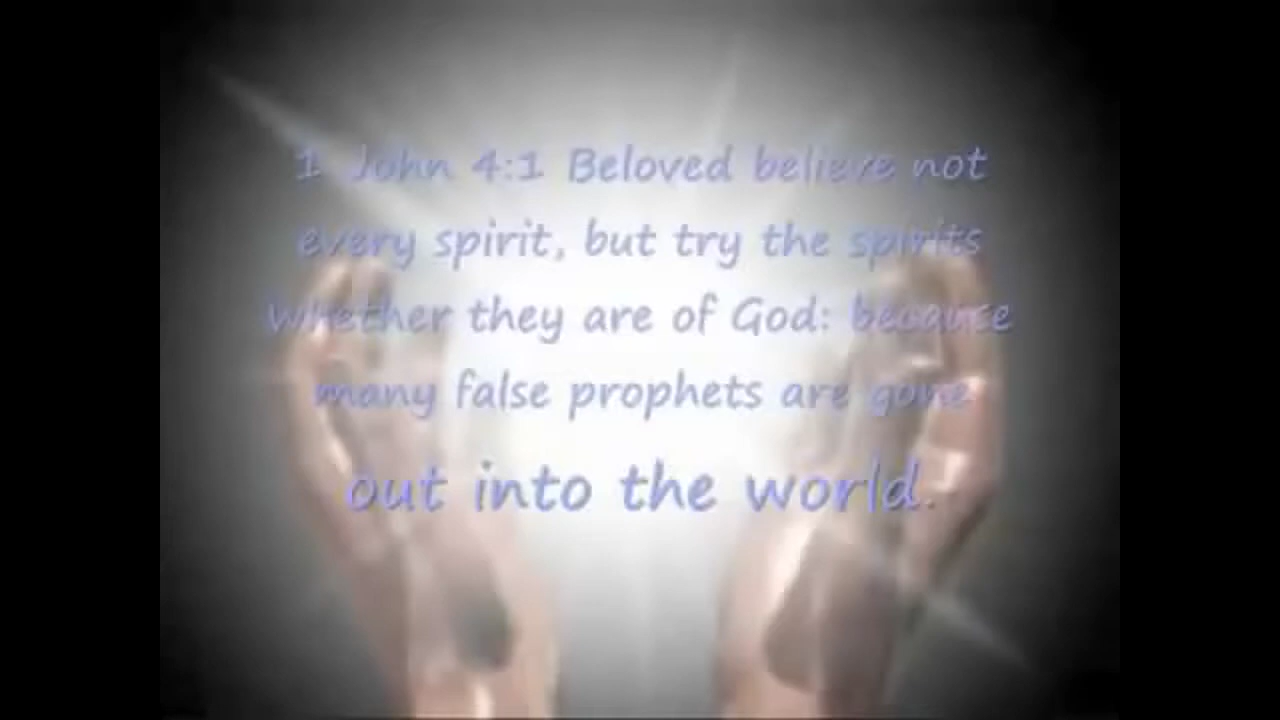 1 John 4:1 Beloved believe not
every spirit, but try the spirits
whether they are of God: because
many false prophets are gone
out into the world.